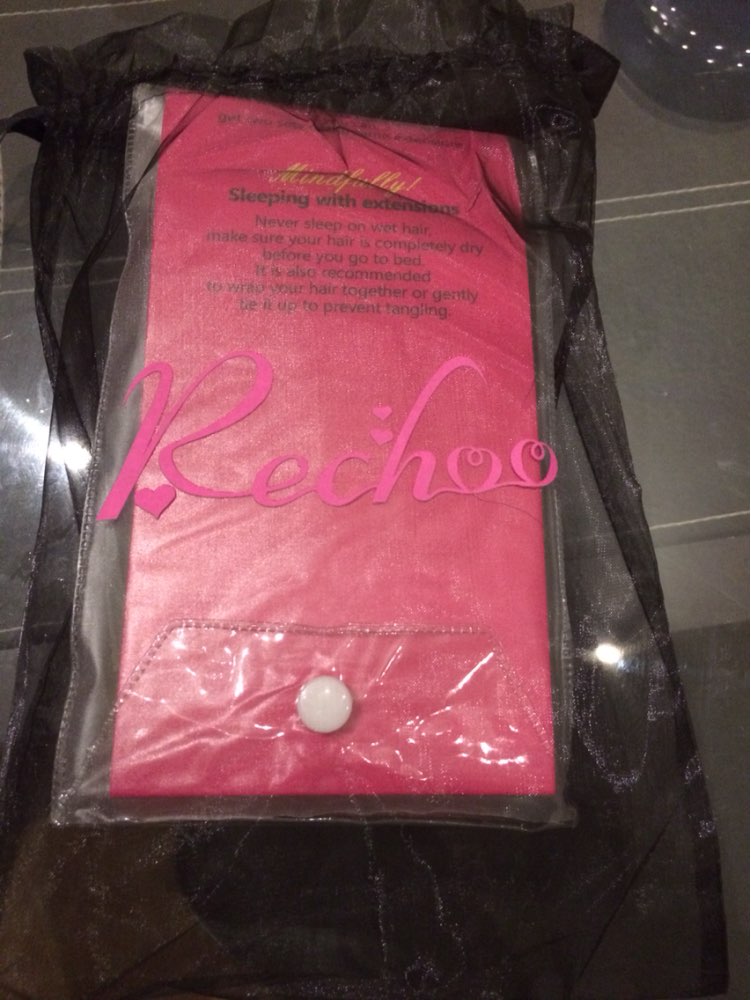 Mindfully!
Sleeping with extensions
Never sleep on wet hair,
make sure your hair is completely dry
before you go to bed.
It is also recommended
to wrap your hair together or gently
tie it up to prevent tangling.
Rechoo